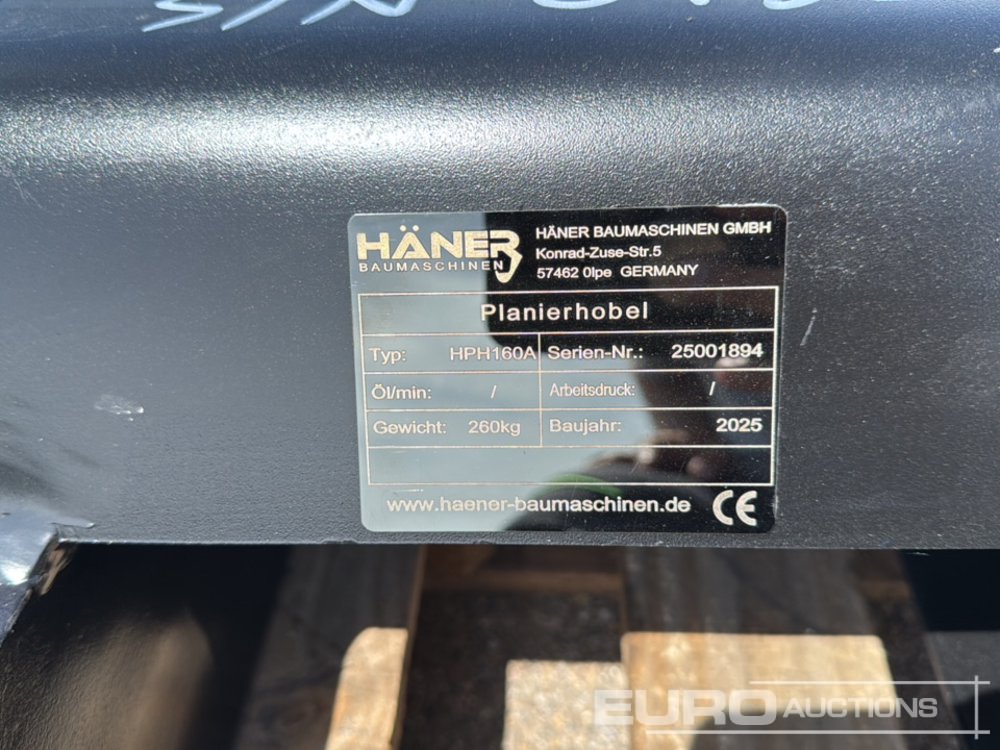 S/N
HÄNER
BAUMASCHINEN
HÄNER BAUMASCHINEN GMBH
Konrad-Zuse-Str.5
57462 Olpe GERMANY
Planierhobel
Typ: HPH160A Serien-Nr.: 25001894
Öl/min: / Arbeitsdruck: /
Gewicht: 260kg Baujahr: 2025
www.haener-baumaschinen.de CE
EURO AUCTIONS